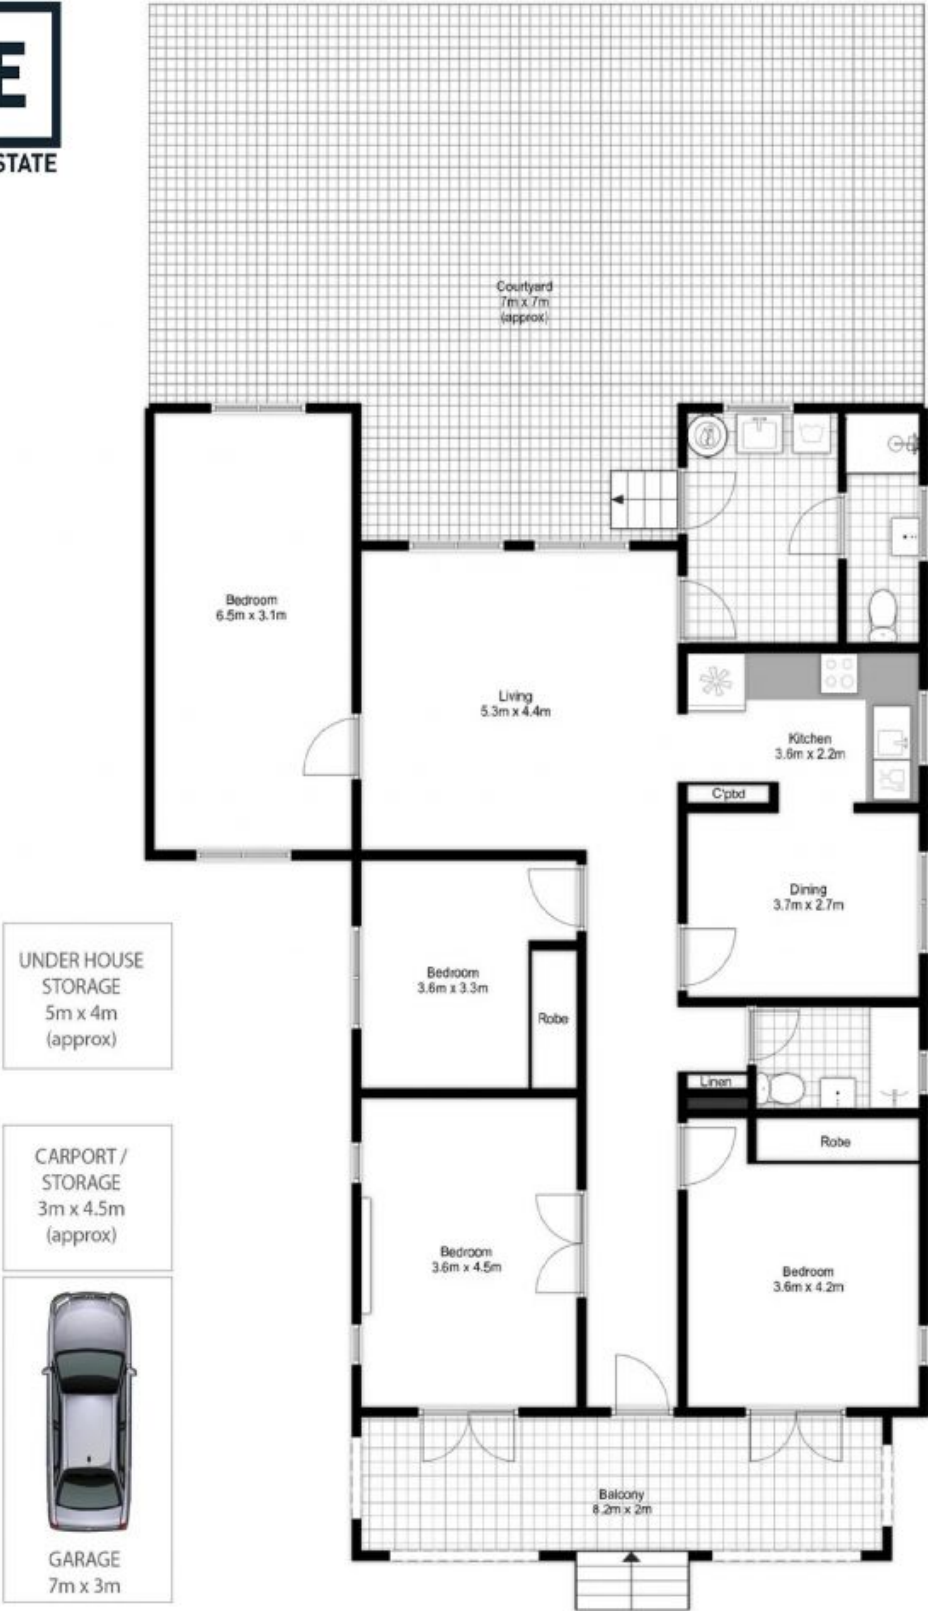 E
STATE
Courtyard
7m x 7m
(approx)
Bedroom
6.5m x 3.1m
Living
5.3m x 4.4m
Kitchen
3.6m x 2.2m
C'pbd
Dining
3.7m x 2.7m
Bedroom
3.6m x 3.3m
Robe
Linen
Robe
Bedroom
3.6m x 4.5m
Bedroom
3.6m x 4.2m
Balcony
8.2m x 2m
UNDER HOUSE
STORAGE
5m x 4m
(approx)
CARPORT /
STORAGE
3m x 4.5m
(approx)
GARAGE
7m x 3m